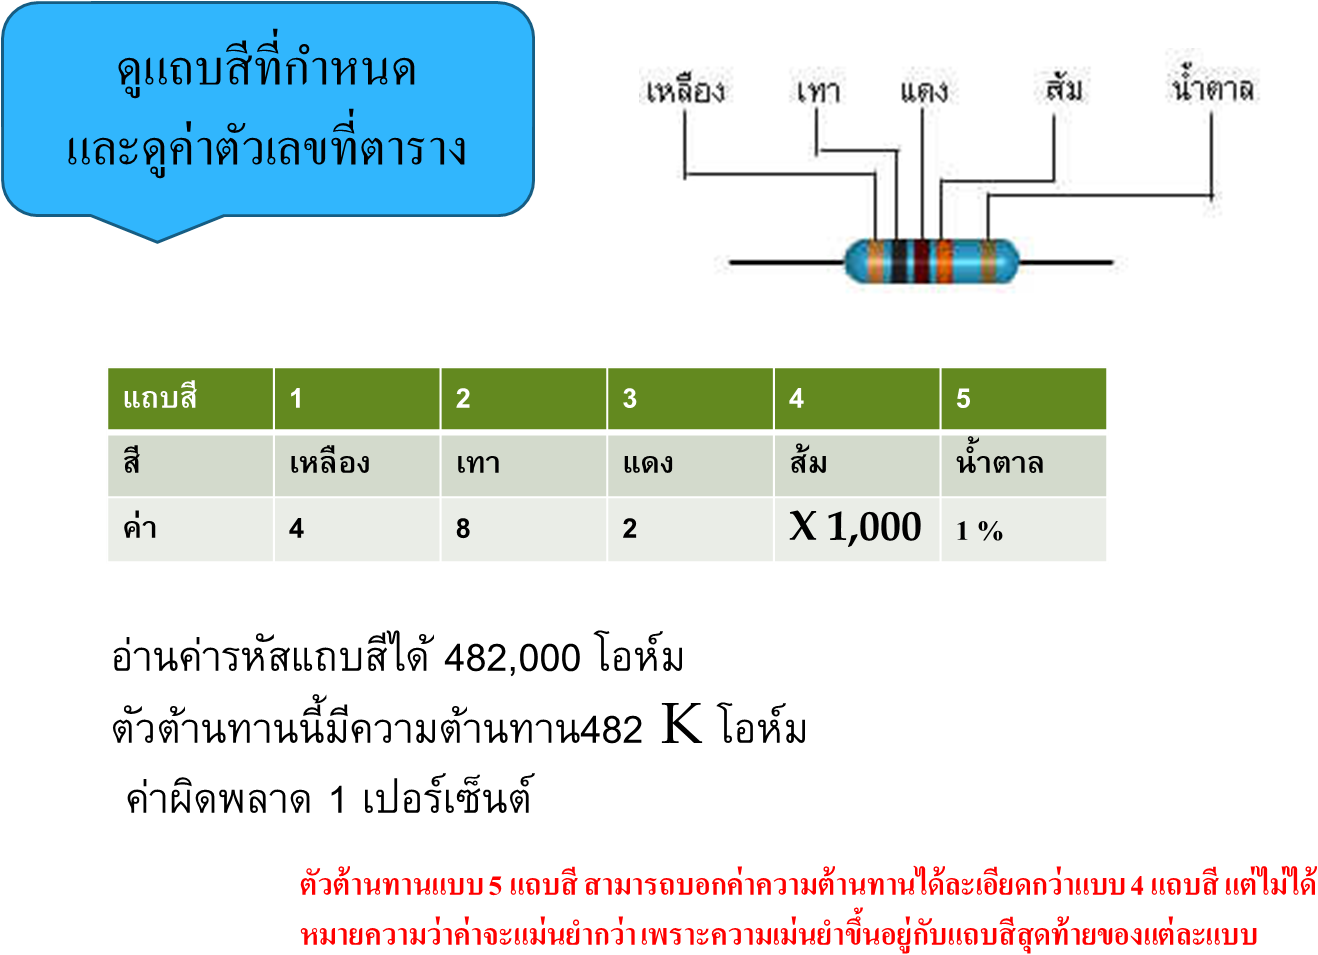 ดูแถบสีที่กำหนด
และดูค่าตัวเลขที่ตาราง
เหลือง เทา แดง ส้ม น้ำตาล
แถบสี 1 2 3 4 5
สี เหลือง เทา แดง ส้ม น้ำตาล
ค่า 4 8 2 X 1,000 1 %
อ่านค่ารหัสแถบสีได้ 482,000 โอห์ม
ตัวต้านทานนี้มีความต้านทาน482 K โอห์ม
ค่าผิดพลาด 1 เปอร์เซ็นต์
ตัวต้านทานแบบ 5 แถบสี สามารถบอกค่าความต้านทานได้ละเอียดกว่าแบบ 4 แถบสี แต่ไม่ได้
หมายความว่าค่าจะแม่นยำกว่า เพราะความเม่นยำขึ้นอยู่กับแถบสีสุดท้ายของแต่ละแบบ